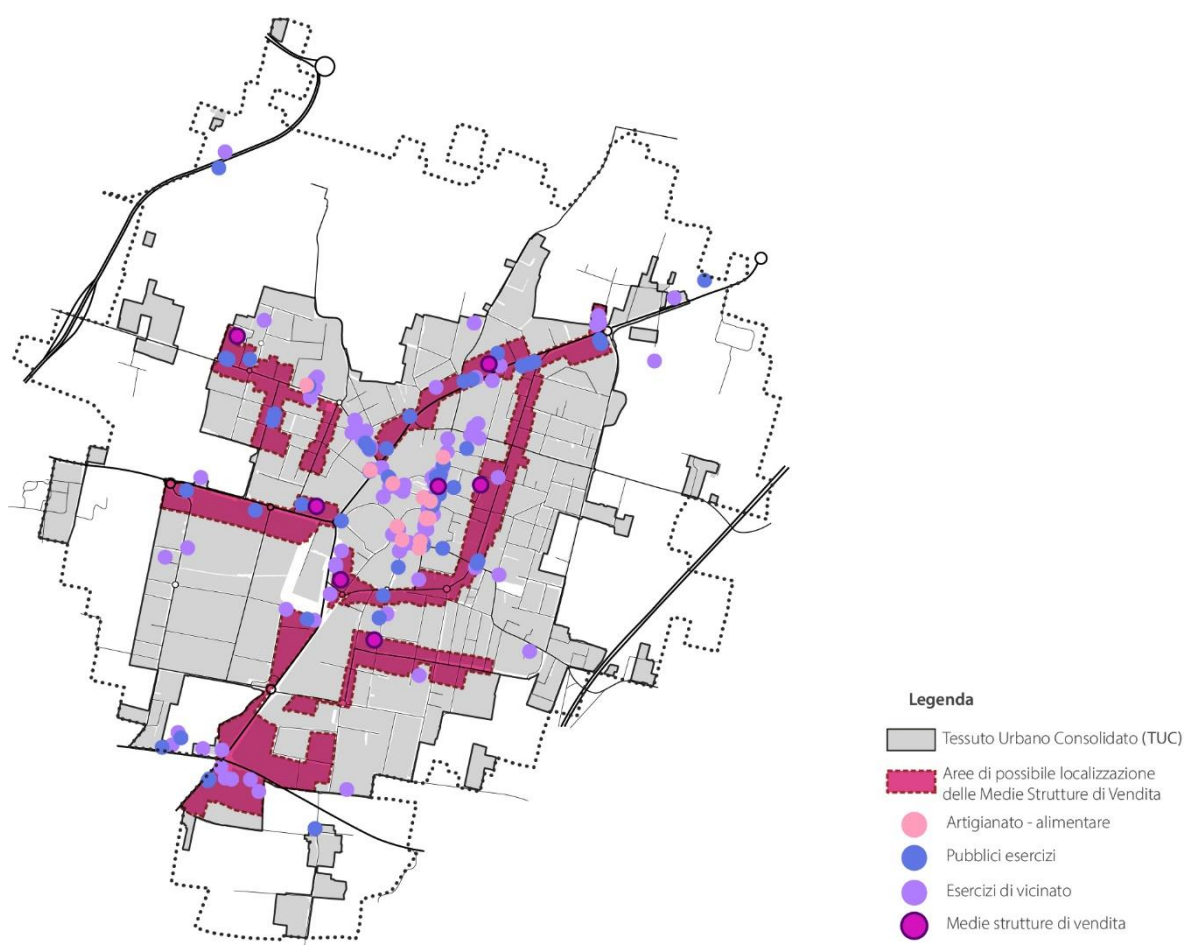 Legenda
Tessuto Urbano Consolidato (TUC)
Aree di possibile localizzazione
delle Medie Strutture di Vendita
Artigianato - alimentare
Pubblici esercizi
Esercizi di vicinato
Medie strutture di vendita